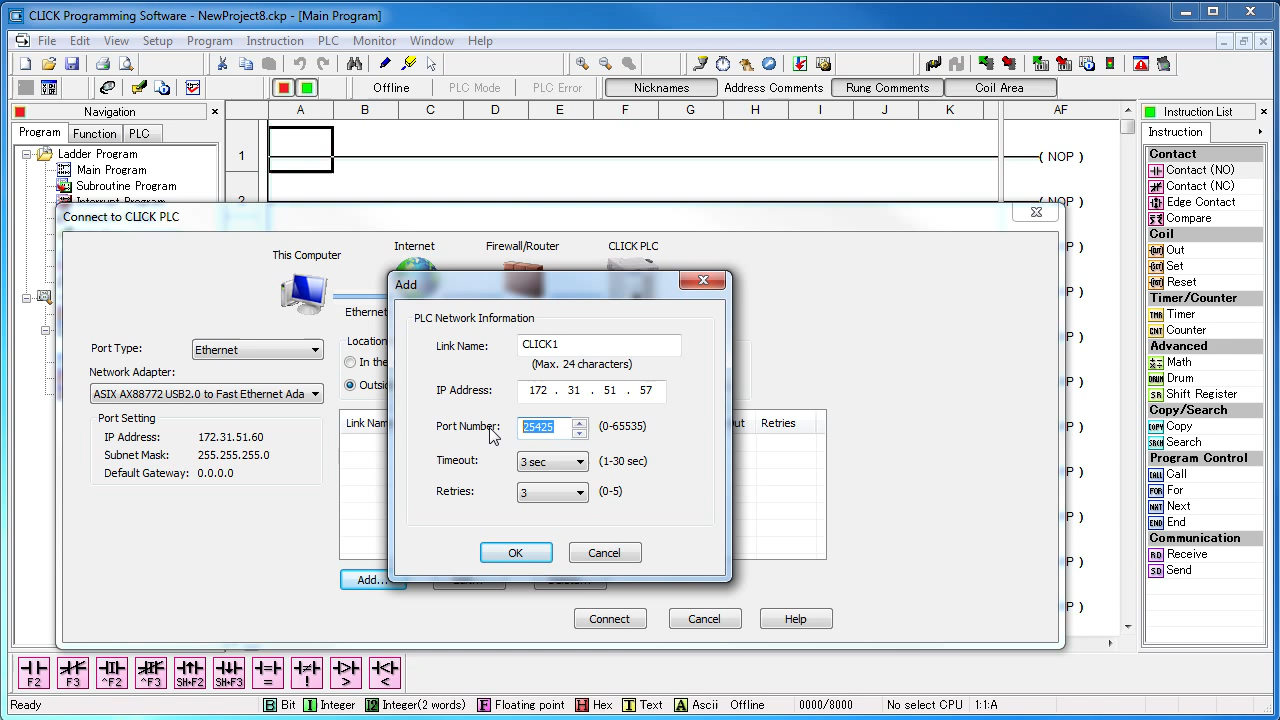 CLICK Programming Software - NewProject8.ckp - [Main Program]
File Edit View Setup Program Instruction PLC Monitor Window Help
Offline PLC Mode PLC Error Nicknames Address Comments Rung Comments Coil Area
Navigation
Program Function PLC
Ladder Program
Main Program
Subroutine Program
Interrupt Program
A B C D E F G H I J K AF
1 ( NOP )
2
Instruction List
Instruction
Contact
Contact (NO)
Contact (NC)
Edge Contact
Compare
Coil
Out
Set
Reset
Timer/Counter
Timer
Counter
Advanced
Math
Drum
Shift Register
Copy/Search
Copy
Search
Program Control
Call
For
Next
End
Communication
Receive
Send
Connect to CLICK PLC
This Computer Internet Firewall/Router CLICK PLC
Ethernet
Port Type: Ethernet
Network Adapter:
ASIX AX88772 USB2.0 to Fast Ethernet Ada
Port Setting
IP Address: 172.31.51.60
Subnet Mask: 255.255.255.0
Default Gateway: 0.0.0.0
Locatio
In the
Outsid
Link Nam out Retries
Add...
Connect Cancel Help
Add
PLC Network Information
Link Name: CLICK1
(Max. 24 characters)
IP Address: 172 . 31 . 51 . 57
Port Number: 25425 (0-65535)
Timeout: 3 sec (1-30 sec)
Retries: 3 (0-5)
OK Cancel
F2 F3 ^F2 ^F3 SH+F2 SH+F3 = ! > <
Ready Bit Integer Integer(2 words) Floating point Hex Text Ascii Offline 0000/8000 No select CPU 1:1:A